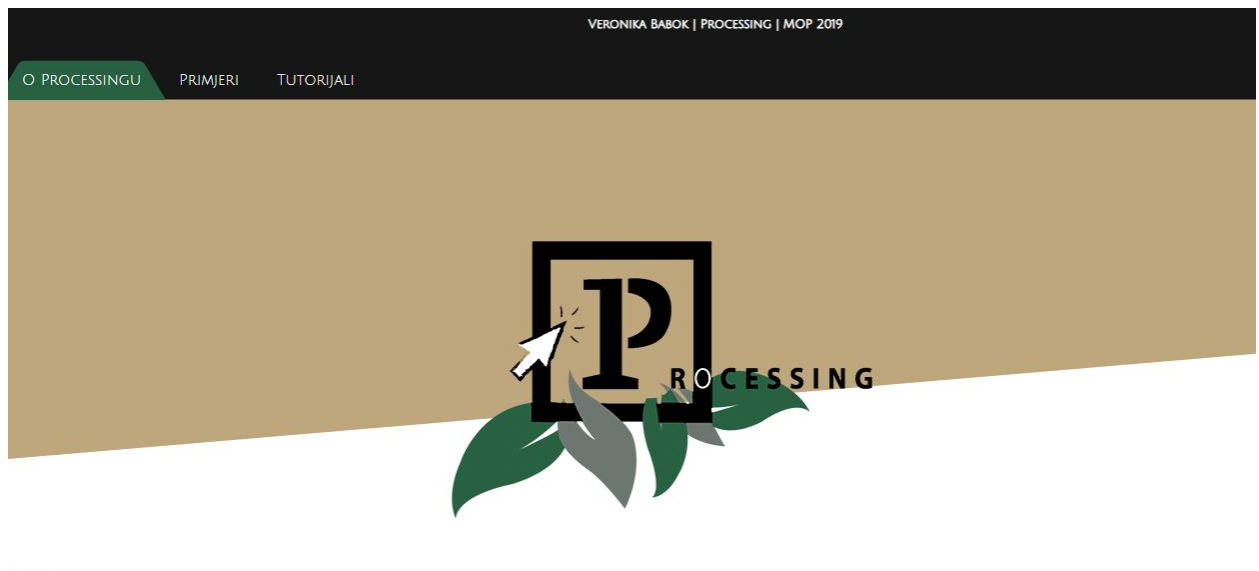 Veronika Babok | Processing | MOP 2019
O Processingu Primjeri Tutorijali
P
ROCESSING